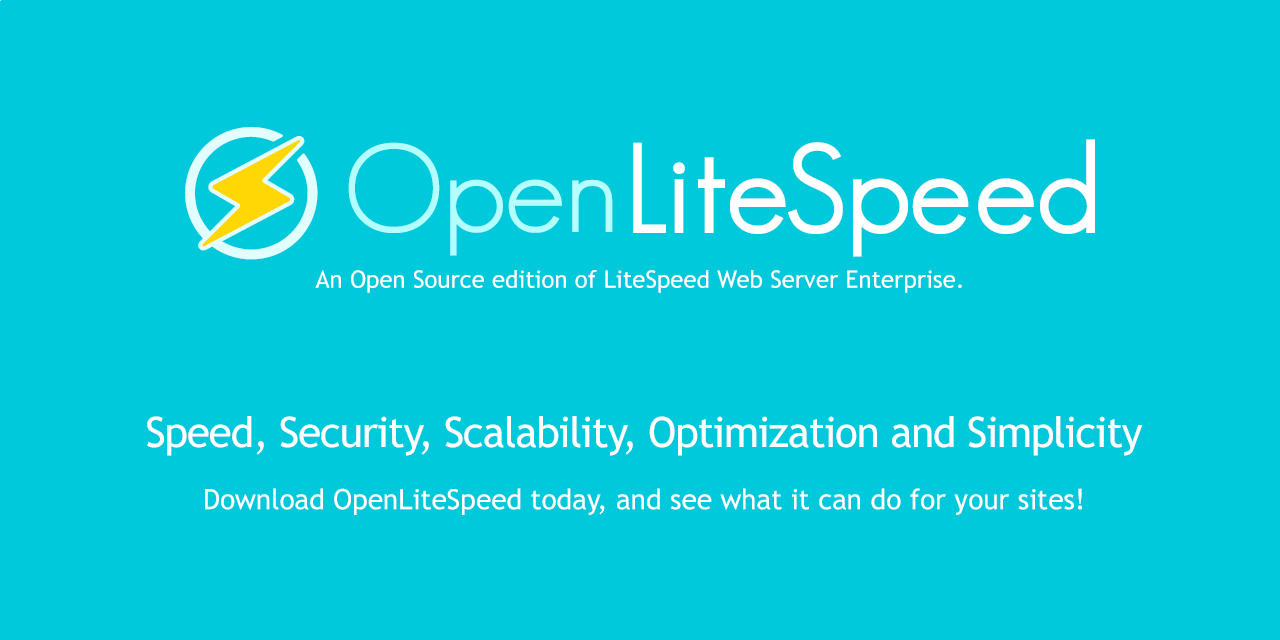 OpenLiteSpeed
An Open Source edition of LiteSpeed Web Server Enterprise.
Speed, Security, Scalability, Optimization and Simplicity
Download OpenLiteSpeed today, and see what it can do for your sites!